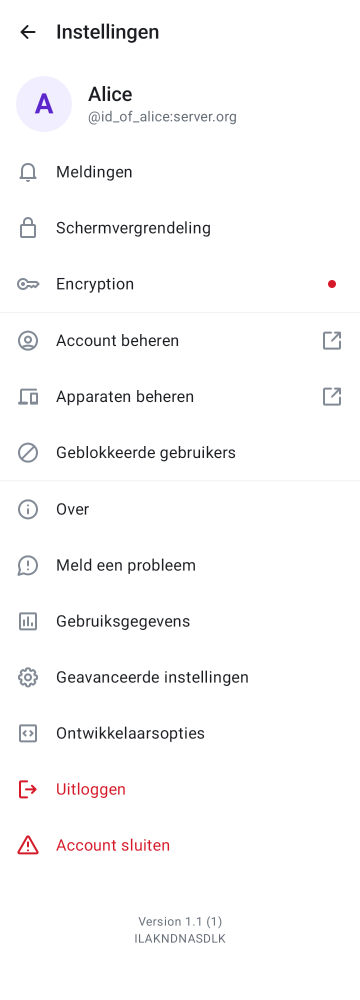 Instellingen
A
Alice
@id_of_alice:server.org
Meldingen
Schermvergrendeling
Encryption
Account beheren
Apparaten beheren
Geblokkeerde gebruikers
Over
Meld een probleem
Gebruiksgegevens
Geavanceerde instellingen
Ontwikkelaarsopties
Uitloggen
Account sluiten
Version 1.1 (1)
ILAKNDNASDLK